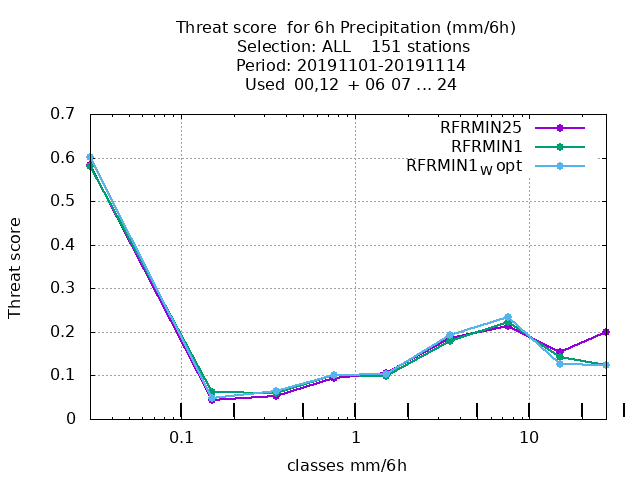 Threat score for 6h Precipitation (mm/6h)
Selection: ALL 151 stations
Period: 20191101-20191114
Used 00,12 + 06 07 ... 24
RFRMIN25
RFRMIN1
RFRMIN1W opt
0.7
0.6
0.5
0.4
0.3
0.2
0.1
0
Threat score
0.1 1 10
classes mm/6h